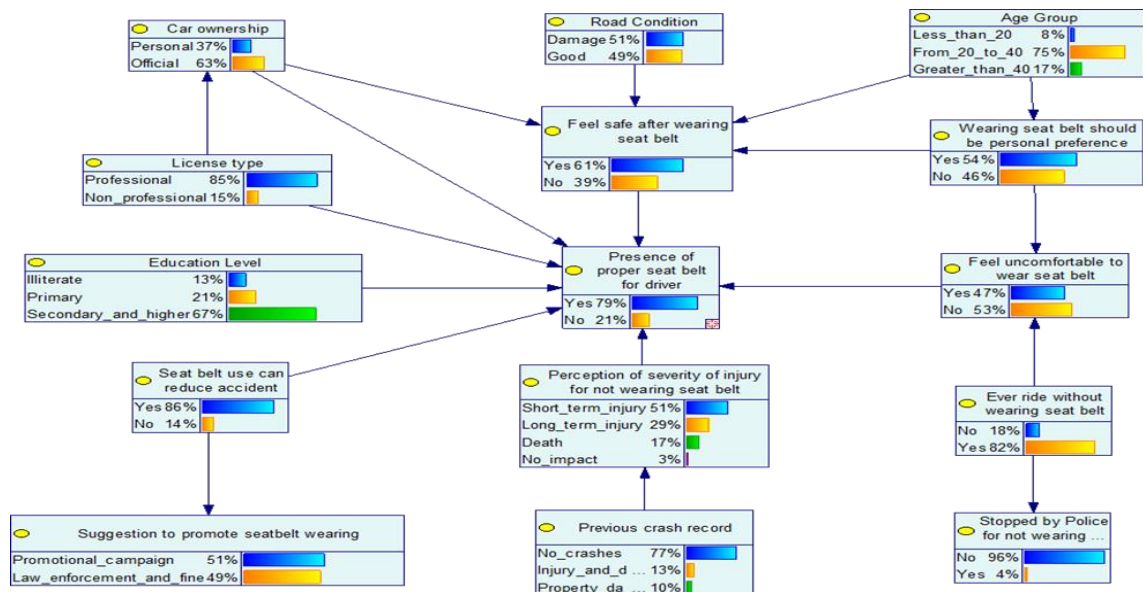 Car ownership
Personal 37%
Official 63%
Road Condition
Damage 51%
Good 49%
Age Group
Less_than_20 8%
From_20_to_40 75%
Greater_than_40 17%
Feel safe after wearing
seat belt
Yes 61%
No 39%
Wearing seat belt should
be personal preference
Yes 54%
No 46%
License type
Professional 85%
Non_professional 15%
Education Level
Illiterate 13%
Primary 21%
Secondary_and_higher 67%
Presence of
proper seat belt
for driver
Yes 79%
No 21%
Feel uncomfortable to
wear seat belt
Yes 47%
No 53%
Seat belt use can
reduce accident
Yes 86%
No 14%
Perception of severity of injury
for not wearing seat belt
Short_term_injury 51%
Long_term_injury 29%
Death 17%
No_impact 3%
Ever ride without
wearing seat belt
No 18%
Yes 82%
Suggestion to promote seatbelt wearing
Promotional_campaign 51%
Law_enforcement_and_fine 49%
Previous crash record
No_crashes 77%
Injury_and_d ... 13%
Property_da ... 10%
Stopped by Police
for not wearing ...
No 96%
Yes 4%